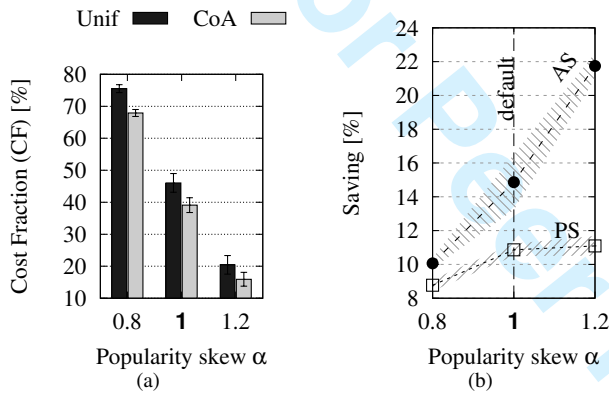 Unif CoA
Cost Fraction (CF) [%]
80
70
60
50
40
30
20
10
0.8 1 1.2
Popularity skew α
(a)
Saving [%]
24
22
20
18
16
14
12
10
8
default
AS
PS
0.8 1 1.2
Popularity skew α
(b)
or Peer